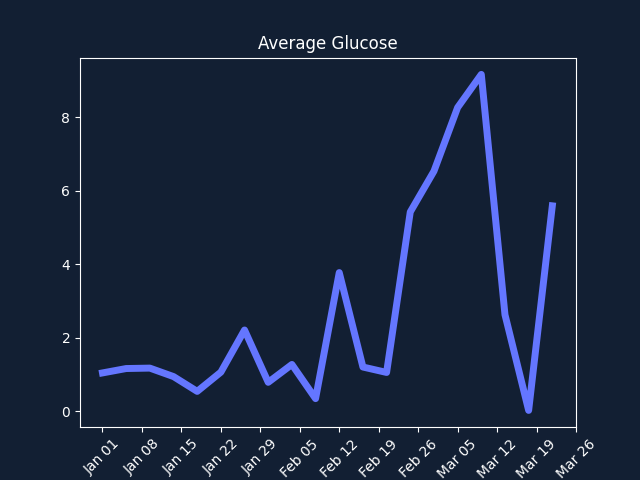 Average Glucose
8
6
4
2
0
Jan 01
Jan 08
Jan 15
Jan 22
Jan 29
Feb 05
Feb 12
Feb 19
Feb 26
Mar 05
Mar 12
Mar 19
Mar 26